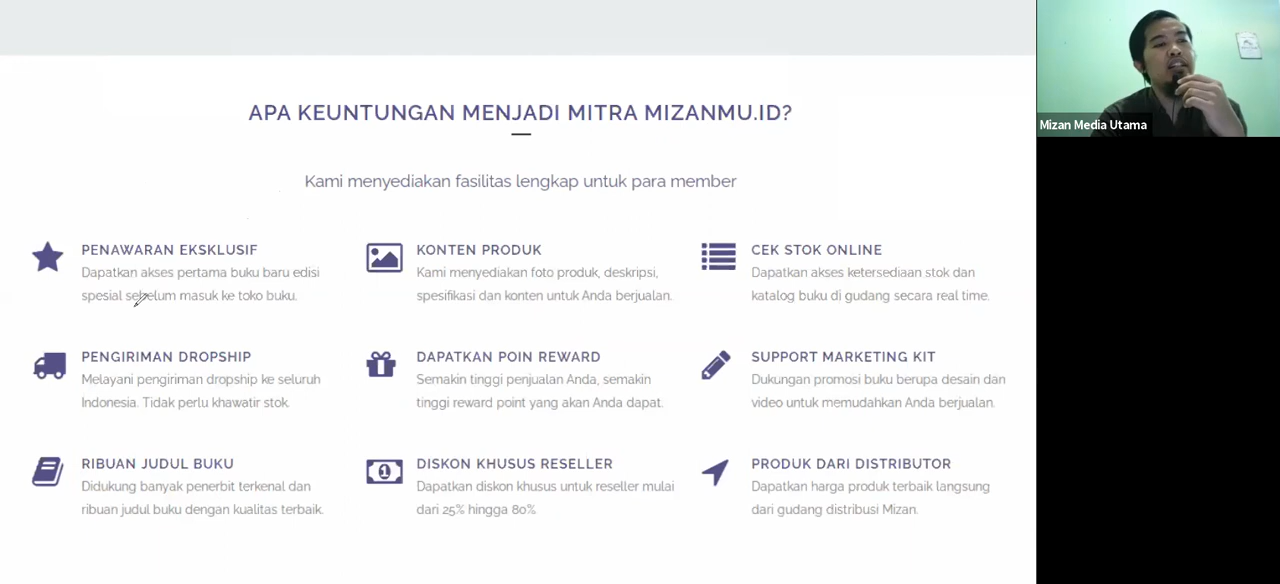 APA KEUNTUNGAN MENJADI MITRA MIZANMU.ID?
Kami menyediakan fasilitas lengkap untuk para member
PENAWARAN EKSKLUSIF
Dapatkan akses pertama buku baru edisi
spesial sebelum masuk ke toko buku.
KONTEN PRODUK
Kami menyediakan foto produk, deskripsi,
spesifikasi dan konten untuk Anda berjualan.
CEK STOK ONLINE
Dapatkan akses ketersediaan stok dan
katalog buku di gudang secara real time.
PENGIRIMAN DROPSHIP
Melayani pengiriman dropship ke seluruh
Indonesia. Tidak perlu khawatir stok.
DAPATKAN POIN REWARD
Semakin tinggi penjualan Anda, semakin
tinggi reward point yang akan Anda dapat.
SUPPORT MARKETING KIT
Dukungan promosi buku berupa desain dan
video untuk memudahkan Anda berjualan.
RIBUAN JUDUL BUKU
Didukung banyak penerbit terkenal dan
ribuan judul buku dengan kualitas terbaik.
DISKON KHUSUS RESELLER
Dapatkan diskon khusus untuk reseller mulai
dari 25% hingga 80%.
PRODUK DARI DISTRIBUTOR
Dapatkan harga produk terbaik langsung
dari gudang distribusi Mizan.
Mizan Media Utama